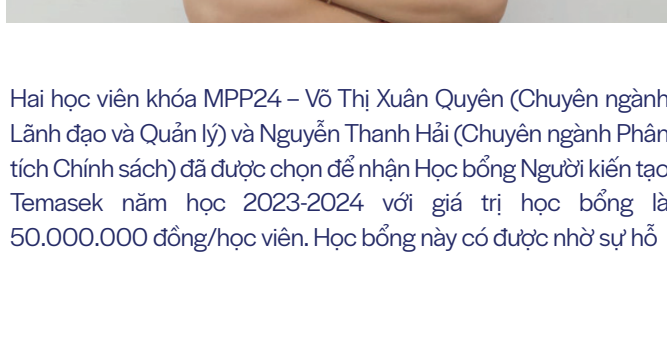 Hai học viên khóa MPP24 – Võ Thị Xuân Quyên (Chuyên ngành
Lãnh đạo và Quản lý) và Nguyễn Thanh Hải (Chuyên ngành Phân
tích Chính sách) đã được chọn để nhận Học bổng Người kiến tạo
Temasek năm học 2023-2024 với giá trị học bổng là
50.000.000 đồng/học viên. Học bổng này có được nhờ sự hỗ